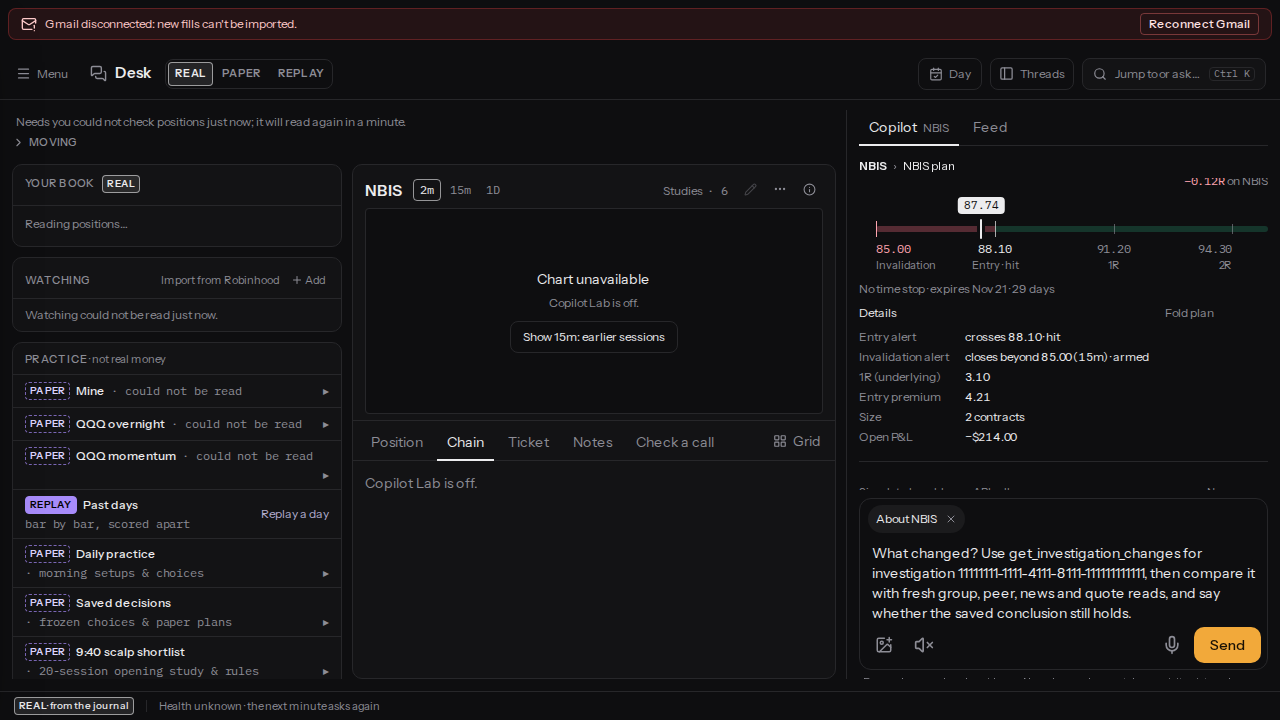 Gmail disconnected: new fills can't be imported.
Reconnect Gmail
Menu
Desk
REAL
PAPER
REPLAY
Day
Threads
Jump to or ask...
Ctrl K
Needs you could not check positions just now; it will read again in a minute.
MOVING
YOUR BOOK
REAL
Reading positions...
WATCHING
Import from Robinhood
+ Add
Watching could not be read just now.
PRACTICE · not real money
PAPER Mine · could not be read
PAPER QQQ overnight · could not be read
PAPER QQQ momentum · could not be read
REPLAY Past days
bar by bar, scored apart
Replay a day
PAPER Daily practice
· morning setups & choices
PAPER Saved decisions
· frozen choices & paper plans
PAPER 9:40 scalp shortlist
· 20-session opening study & rules
NBIS
2m
15m
1D
Studies · 6
Chart unavailable
Copilot Lab is off.
Show 15m: earlier sessions
Position
Chain
Ticket
Notes
Check a call
Grid
Copilot Lab is off.
Copilot NBIS
Feed
NBIS › NBIS plan
−0.12R on NBIS
87.74
85.00
88.10
91.20
94.30
Invalidation
Entry · hit
1R
2R
No time stop · expires Nov 21 · 29 days
Details
Fold plan
Entry alert crosses 88.10 · hit
Invalidation alert closes beyond 85.00 (15m) · armed
1R (underlying) 3.10
Entry premium 4.21
Size 2 contracts
Open P&L −$214.00
About NBIS
What changed? Use get_investigation_changes for
investigation 11111111-1111-4111-8111-111111111111, then compare it
with fresh group, peer, news and quote reads, and say
whether the saved conclusion still holds.
Send
REAL · from the journal
Health unknown · the next minute asks again